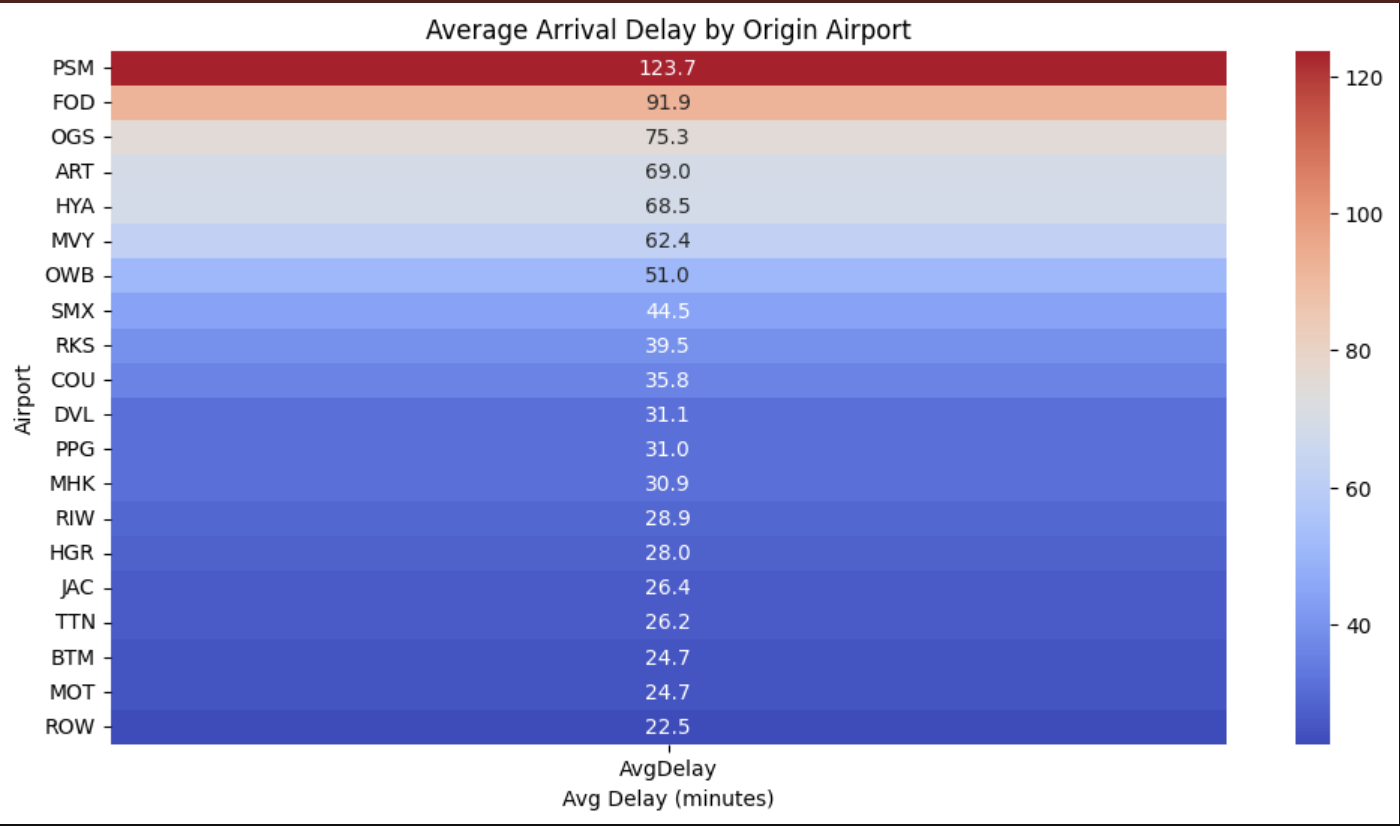 Average Arrival Delay by Origin Airport
PSM 123.7
FOD 91.9
OGS 75.3
ART 69.0
HYA 68.5
MVY 62.4
OWB 51.0
SMX 44.5
RKS 39.5
COU 35.8
DVL 31.1
PPG 31.0
MHK 30.9
RIW 28.9
HGR 28.0
JAC 26.4
TTN 26.2
BTM 24.7
MOT 24.7
ROW 22.5
Airport
AvgDelay
Avg Delay (minutes)
120
100
80
60
40